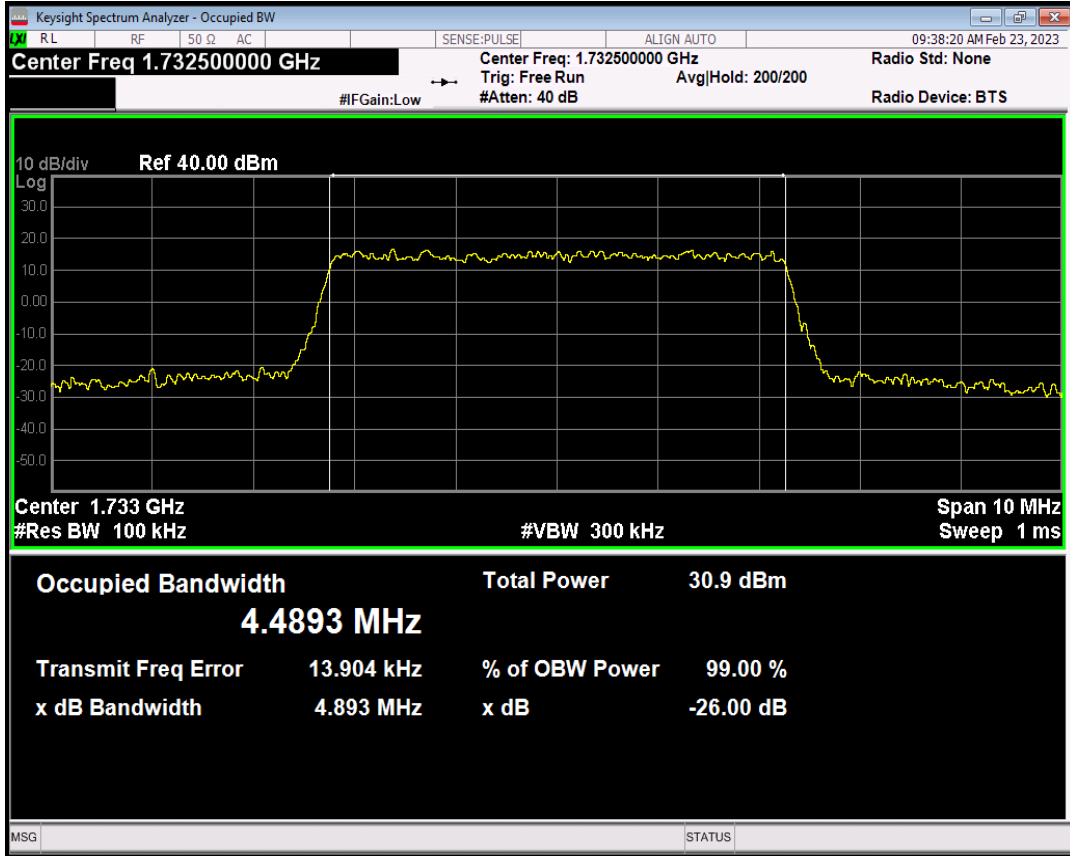 Keysight Spectrum Analyzer - Occupied BW
LXI RL RF 50 Ω AC SENSE:PULSE ALIGN AUTO 09:38:20 AM Feb 23, 2023
Center Freq 1.732500000 GHz Center Freq: 1.732500000 GHz Radio Std: None
Trig: Free Run Avg|Hold: 200/200
#IFGain:Low #Atten: 40 dB Radio Device: BTS
10 dB/div Ref 40.00 dBm
Log
30.0
20.0
10.0
0.00
-10.0
-20.0
-30.0
-40.0
-50.0
Center 1.733 GHz Span 10 MHz
#Res BW 100 kHz #VBW 300 kHz Sweep 1 ms
Occupied Bandwidth Total Power 30.9 dBm
4.4893 MHz
Transmit Freq Error 13.904 kHz % of OBW Power 99.00 %
x dB Bandwidth 4.893 MHz x dB -26.00 dB
MSG STATUS